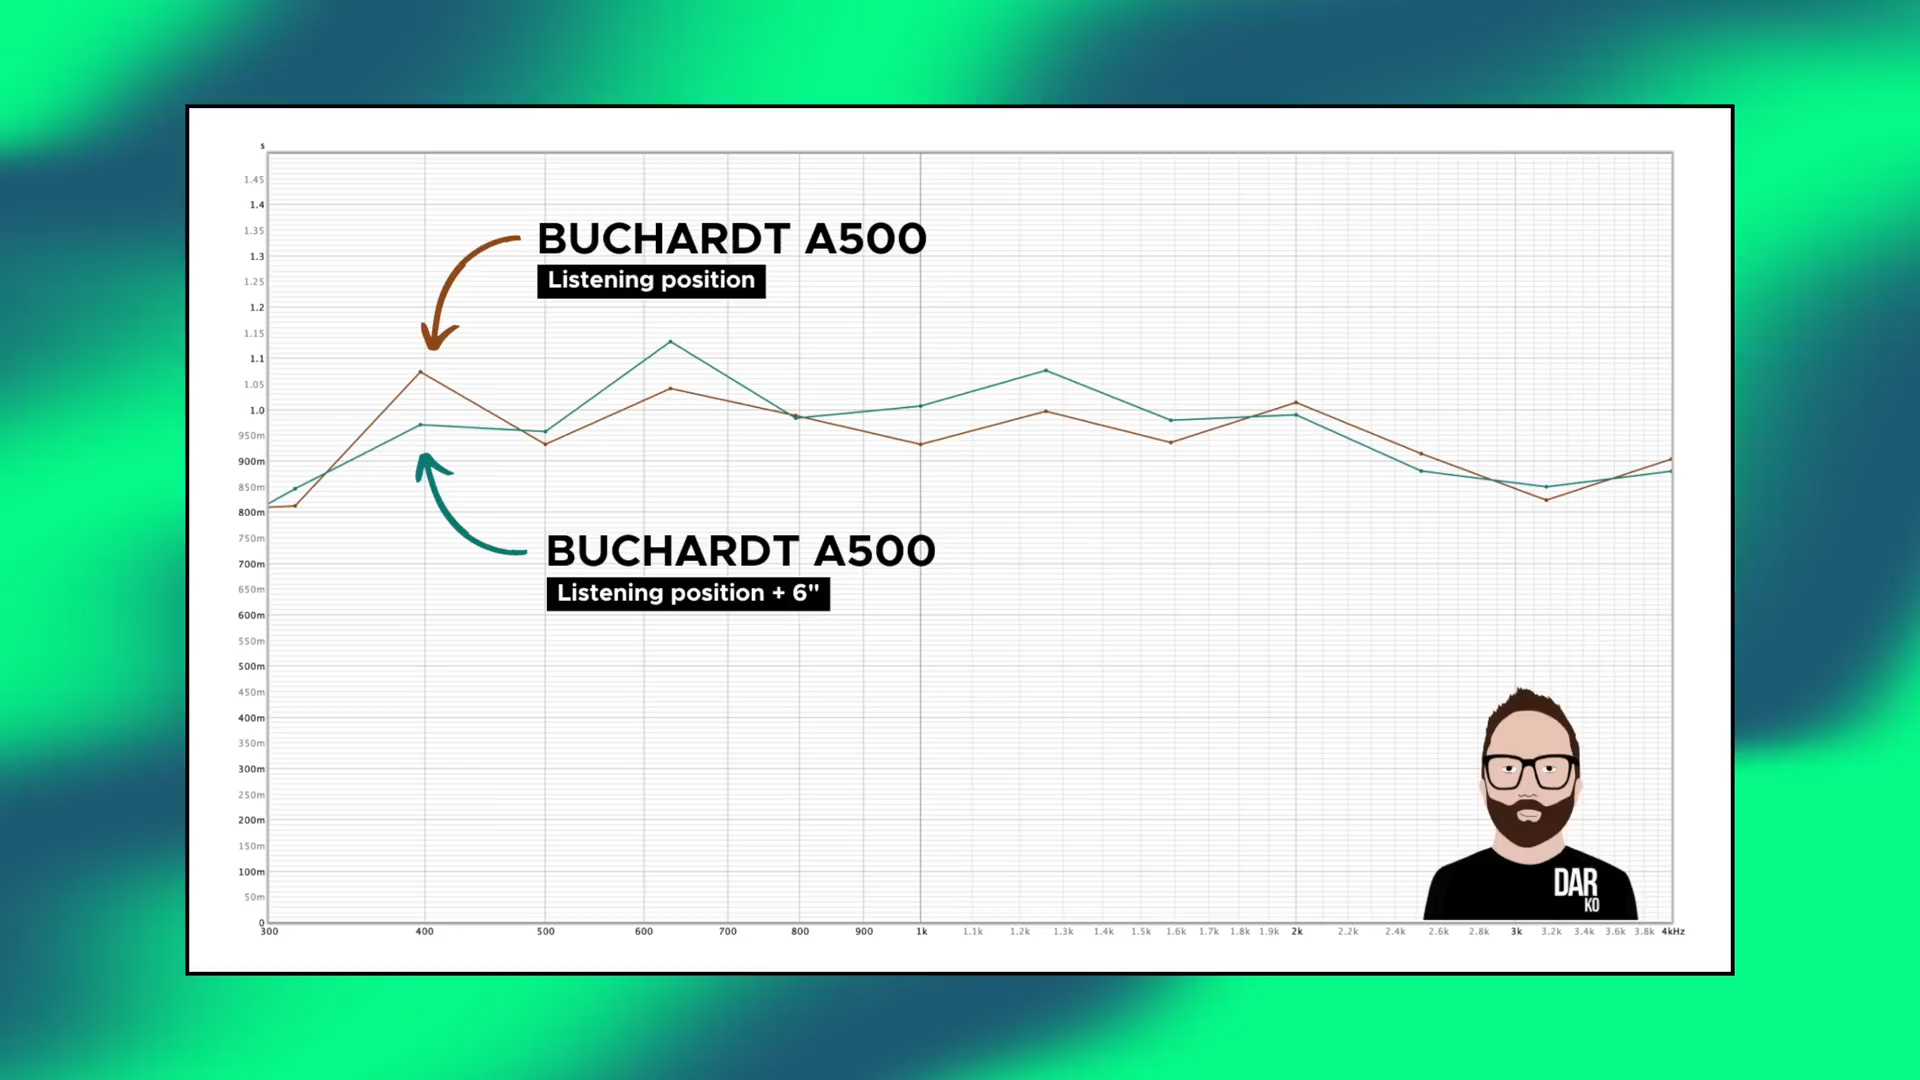 s
1.45
1.4
1.35
1.3
1.25
1.2
1.15
1.1
1.05
1.0
950m
900m
850m
800m
750m
700m
650m
600m
550m
500m
450m
400m
350m
300m
250m
200m
150m
100m
50m
0
BUCHARDT A500
Listening position
BUCHARDT A500
Listening position + 6"
DAR
KO
300 400 500 600 700 800 900 1k 1.1k 1.2k 1.3k 1.4k 1.5k 1.6k 1.7k 1.8k 1.9k 2k 2.2k 2.4k 2.6k 2.8k 3k 3.2k 3.4k 3.6k 3.8k 4kHz